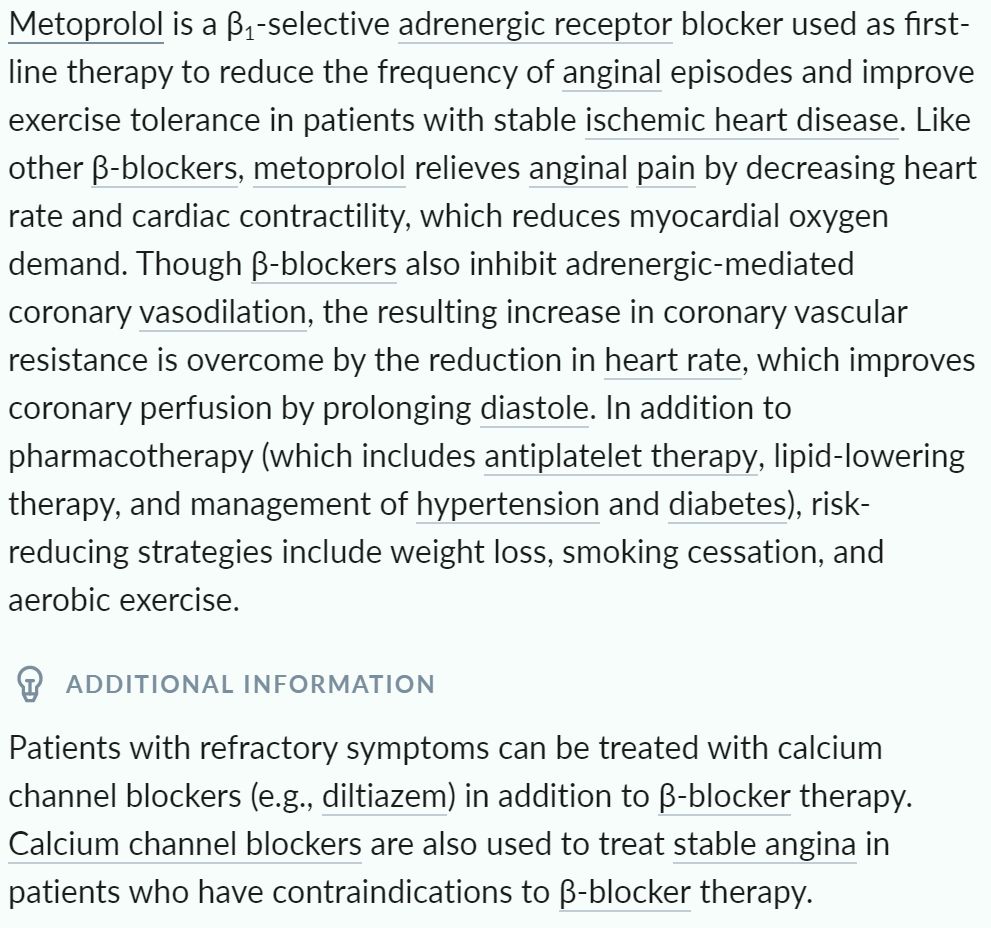 Metoprolol is a β₁-selective adrenergic receptor blocker used as first-
line therapy to reduce the frequency of anginal episodes and improve
exercise tolerance in patients with stable ischemic heart disease. Like
other β-blockers, metoprolol relieves anginal pain by decreasing heart
rate and cardiac contractility, which reduces myocardial oxygen
demand. Though β-blockers also inhibit adrenergic-mediated
coronary vasodilation, the resulting increase in coronary vascular
resistance is overcome by the reduction in heart rate, which improves
coronary perfusion by prolonging diastole. In addition to
pharmacotherapy (which includes antiplatelet therapy, lipid-lowering
therapy, and management of hypertension and diabetes), risk-
reducing strategies include weight loss, smoking cessation, and
aerobic exercise.
ADDITIONAL INFORMATION
Patients with refractory symptoms can be treated with calcium
channel blockers (e.g., diltiazem) in addition to β-blocker therapy.
Calcium channel blockers are also used to treat stable angina in
patients who have contraindications to β-blocker therapy.